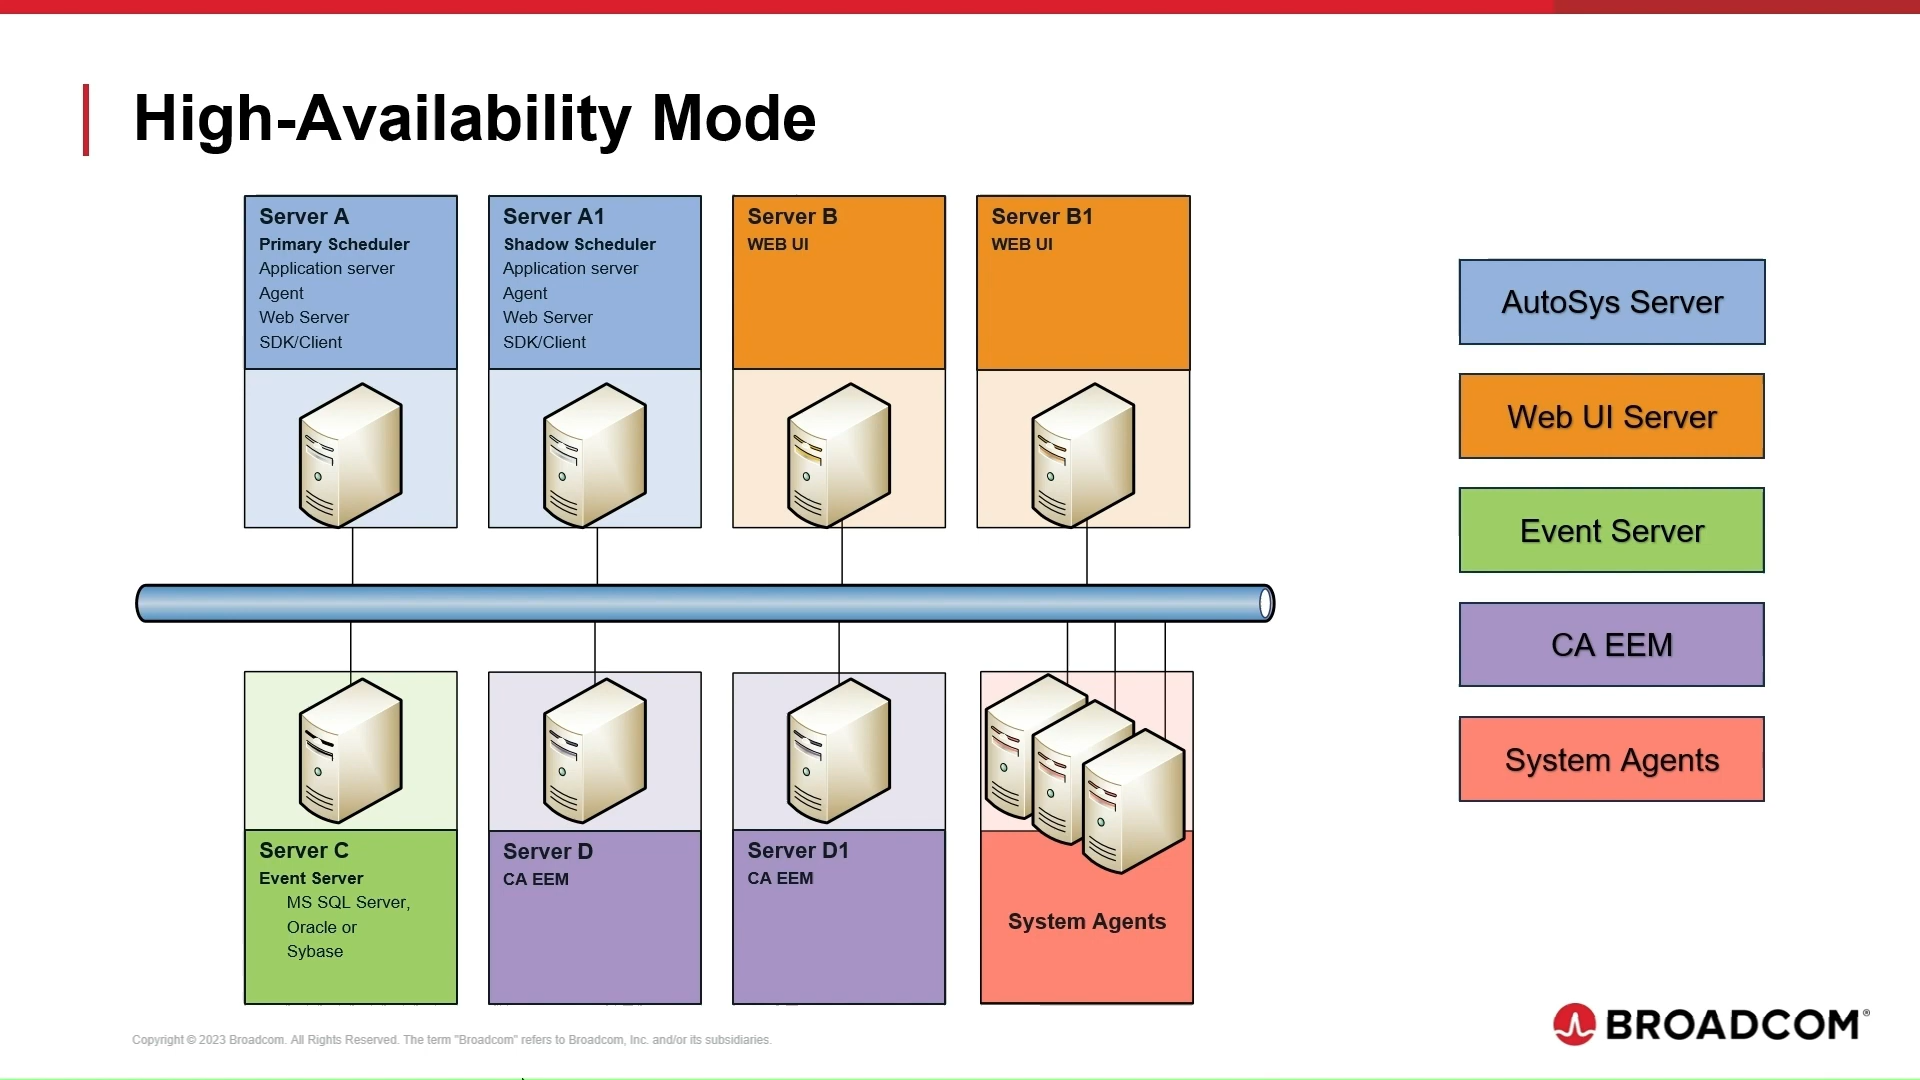 High-Availability Mode
Server A
Primary Scheduler
Application server
Agent
Web Server
SDK/Client
Server A1
Shadow Scheduler
Application server
Agent
Web Server
SDK/Client
Server B
WEB UI
Server B1
WEB UI
AutoSys Server
Web UI Server
Event Server
CA EEM
System Agents
Server C
Event Server
MS SQL Server,
Oracle or
Sybase
Server D
CA EEM
Server D1
CA EEM
System Agents
Copyright © 2023 Broadcom. All Rights Reserved. The term "Broadcom" refers to Broadcom, Inc. and/or its subsidiaries.
BROADCOM®